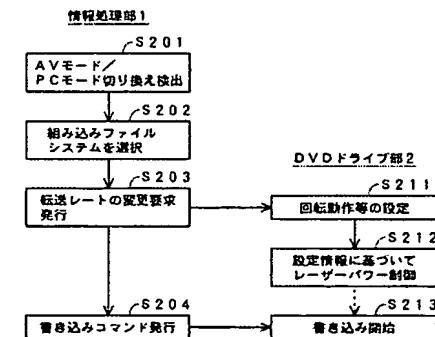 情報処理部1
S201
AVモード／
PCモード切り換え検出
S202
組み込みファイル
システムを選択
S203
転送レートの変更要求
発行
S204
書き込みコマンド発行
DVDドライブ部2
S211
回転動作等の設定
S212
設定情報に基づいて
レーザーパワー制御
S213
書き込み開始